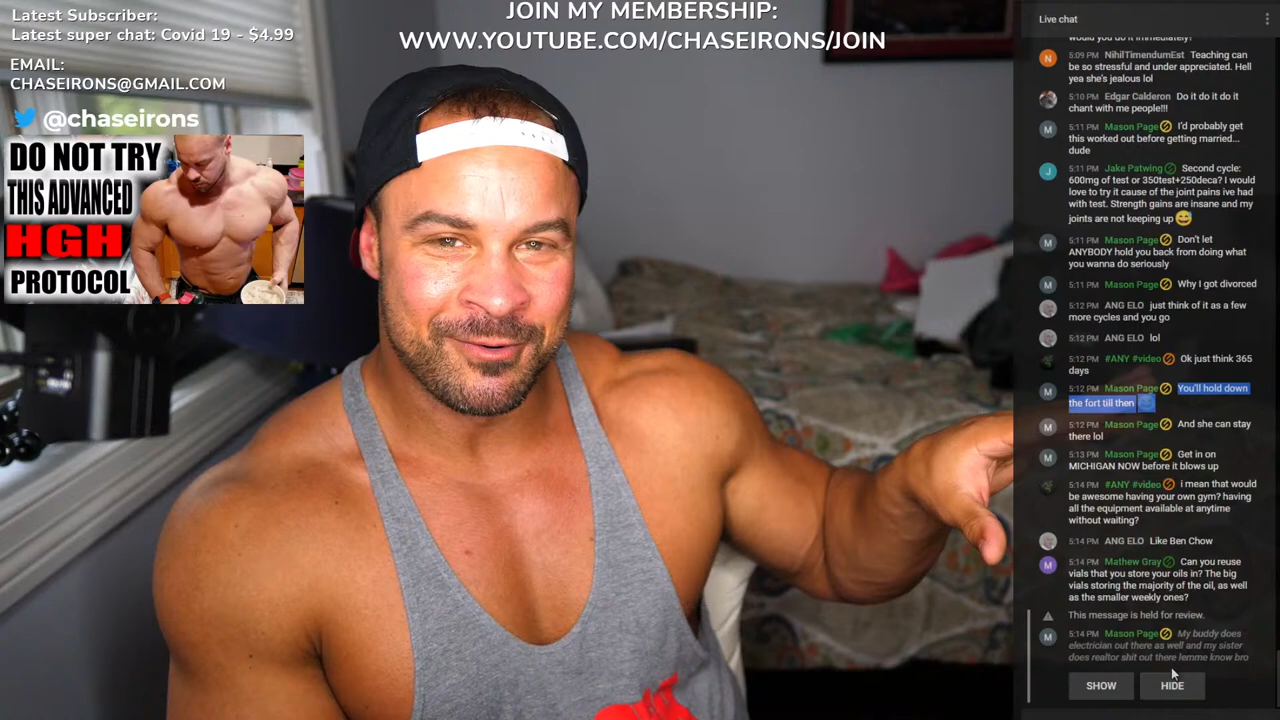 Latest Subscriber:
Latest super chat: Covid 19 - $4.99
EMAIL:
CHASEIRONS@GMAIL.COM
@chaseirons
DO NOT TRY
THIS ADVANCED
HGH
PROTOCOL
JOIN MY MEMBERSHIP:
WWW.YOUTUBE.COM/CHASEIRONS/JOIN
Live chat
would you do it immediately?
5:09 PM NihilTimendumEst Teaching can
be so stressful and under appreciated. Hell
yea she's jealous lol
5:10 PM Edgar Calderon Do it do it do it
chant with me people!!!
M 5:11 PM Mason Page I'd probably get
this worked out before getting married...
dude
J 5:11 PM Jake Patwing Second cycle:
600mg of test or 350test+250deca? I would
love to try it cause of the joint pains ive had
with test. Strength gains are insane and my
joints are not keeping up 😅
M 5:11 PM Mason Page Don't let
ANYBODY hold you back from doing what
you wanna do seriously
M 5:11 PM Mason Page Why I got divorced
5:12 PM ANG ELO just think of it as a few
more cycles and you go
5:12 PM ANG ELO lol
5:12 PM #ANY #video Ok just think 365
days
M 5:12 PM Mason Page You'll hold down
the fort till then
M 5:12 PM Mason Page And she can stay
there lol
M 5:13 PM Mason Page Get in on
MICHIGAN NOW before it blows up
5:14 PM #ANY #video i mean that would
be awesome having your own gym? having
all the equipment available at anytime
without waiting?
5:14 PM ANG ELO Like Ben Chow
M 5:14 PM Mathew Gray Can you reuse
vials that you store your oils in? The big
vials storing the majority of the oil, as well
as the smaller weekly ones?
This message is held for review.
M 5:14 PM Mason Page My buddy does
electrician out there as well and my sister
does realtor shit out there lemme know bro
SHOW HIDE